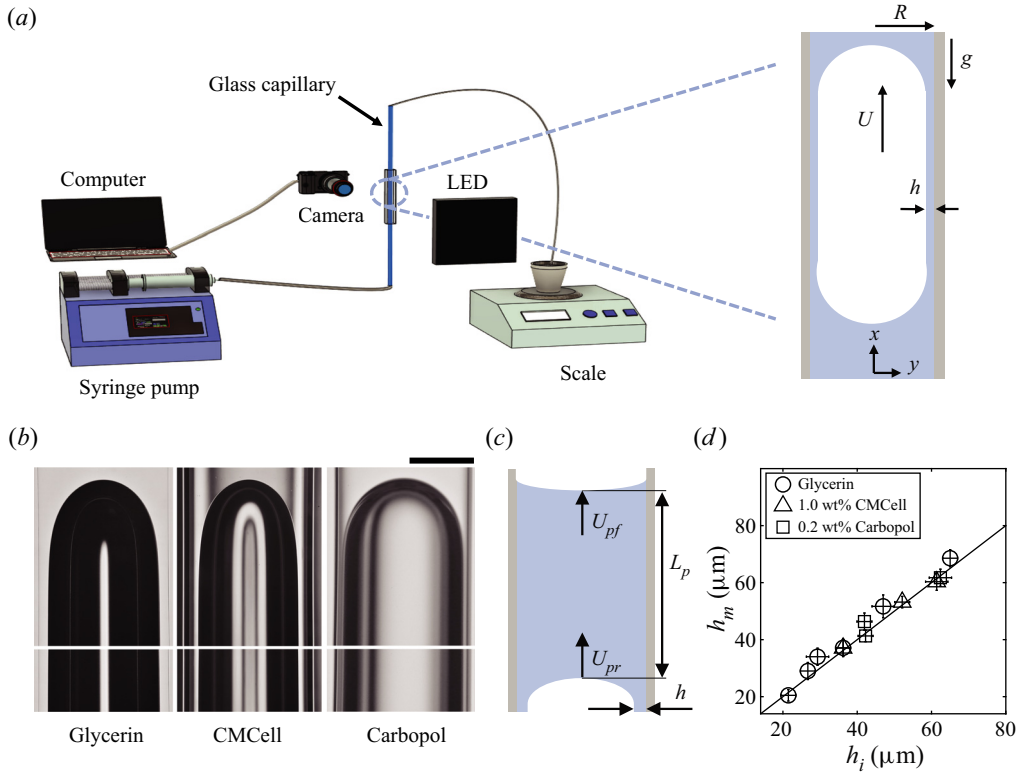 (a)
Glass capillary
Computer
Camera
LED
Syringe pump
Scale
R
g
U
h
x
y
(b)
Glycerin
CMCell
Carbopol
(c)
U_pf
L_p
U_pr
h
(d)
Glycerin
1.0 wt% CMCell
0.2 wt% Carbopol
80
60
40
20
h_m (μm)
20
40
60
80
h_i (μm)